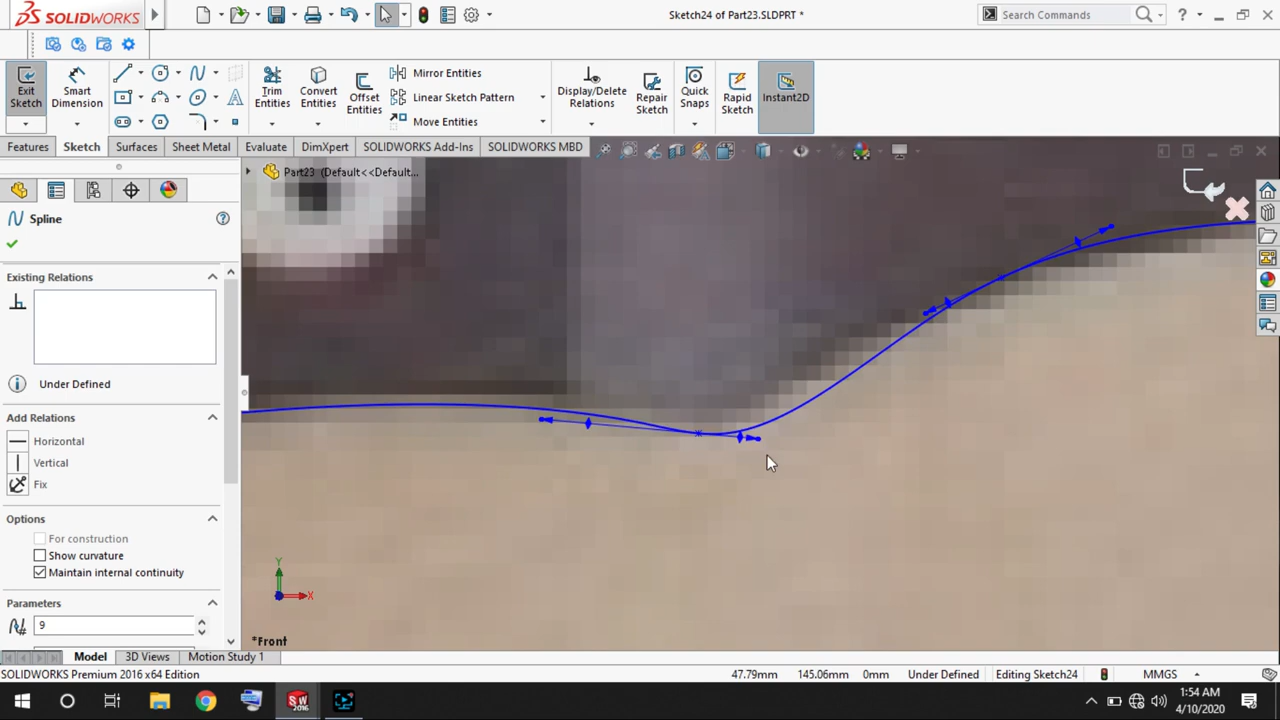 SOLIDWORKS
Sketch24 of Part23.SLDPRT *
Search Commands
?
Exit Sketch
Smart Dimension
Trim Entities
Convert Entities
Offset Entities
Mirror Entities
Linear Sketch Pattern
Move Entities
Display/Delete Relations
Repair Sketch
Quick Snaps
Rapid Sketch
Instant2D
Features
Sketch
Surfaces
Sheet Metal
Evaluate
DimXpert
SOLIDWORKS Add-Ins
SOLIDWORKS MBD
Part23 (Default<<Default...
Spline
?
Existing Relations
Under Defined
Add Relations
Horizontal
Vertical
Fix
Options
For construction
Show curvature
Maintain internal continuity
Parameters
9
Y
X
*Front
Model
3D Views
Motion Study 1
SOLIDWORKS Premium 2016 x64 Edition
47.79mm
145.06mm
0mm
Under Defined
Editing Sketch24
MMGS
SW
2016
1:54 AM
4/10/2020